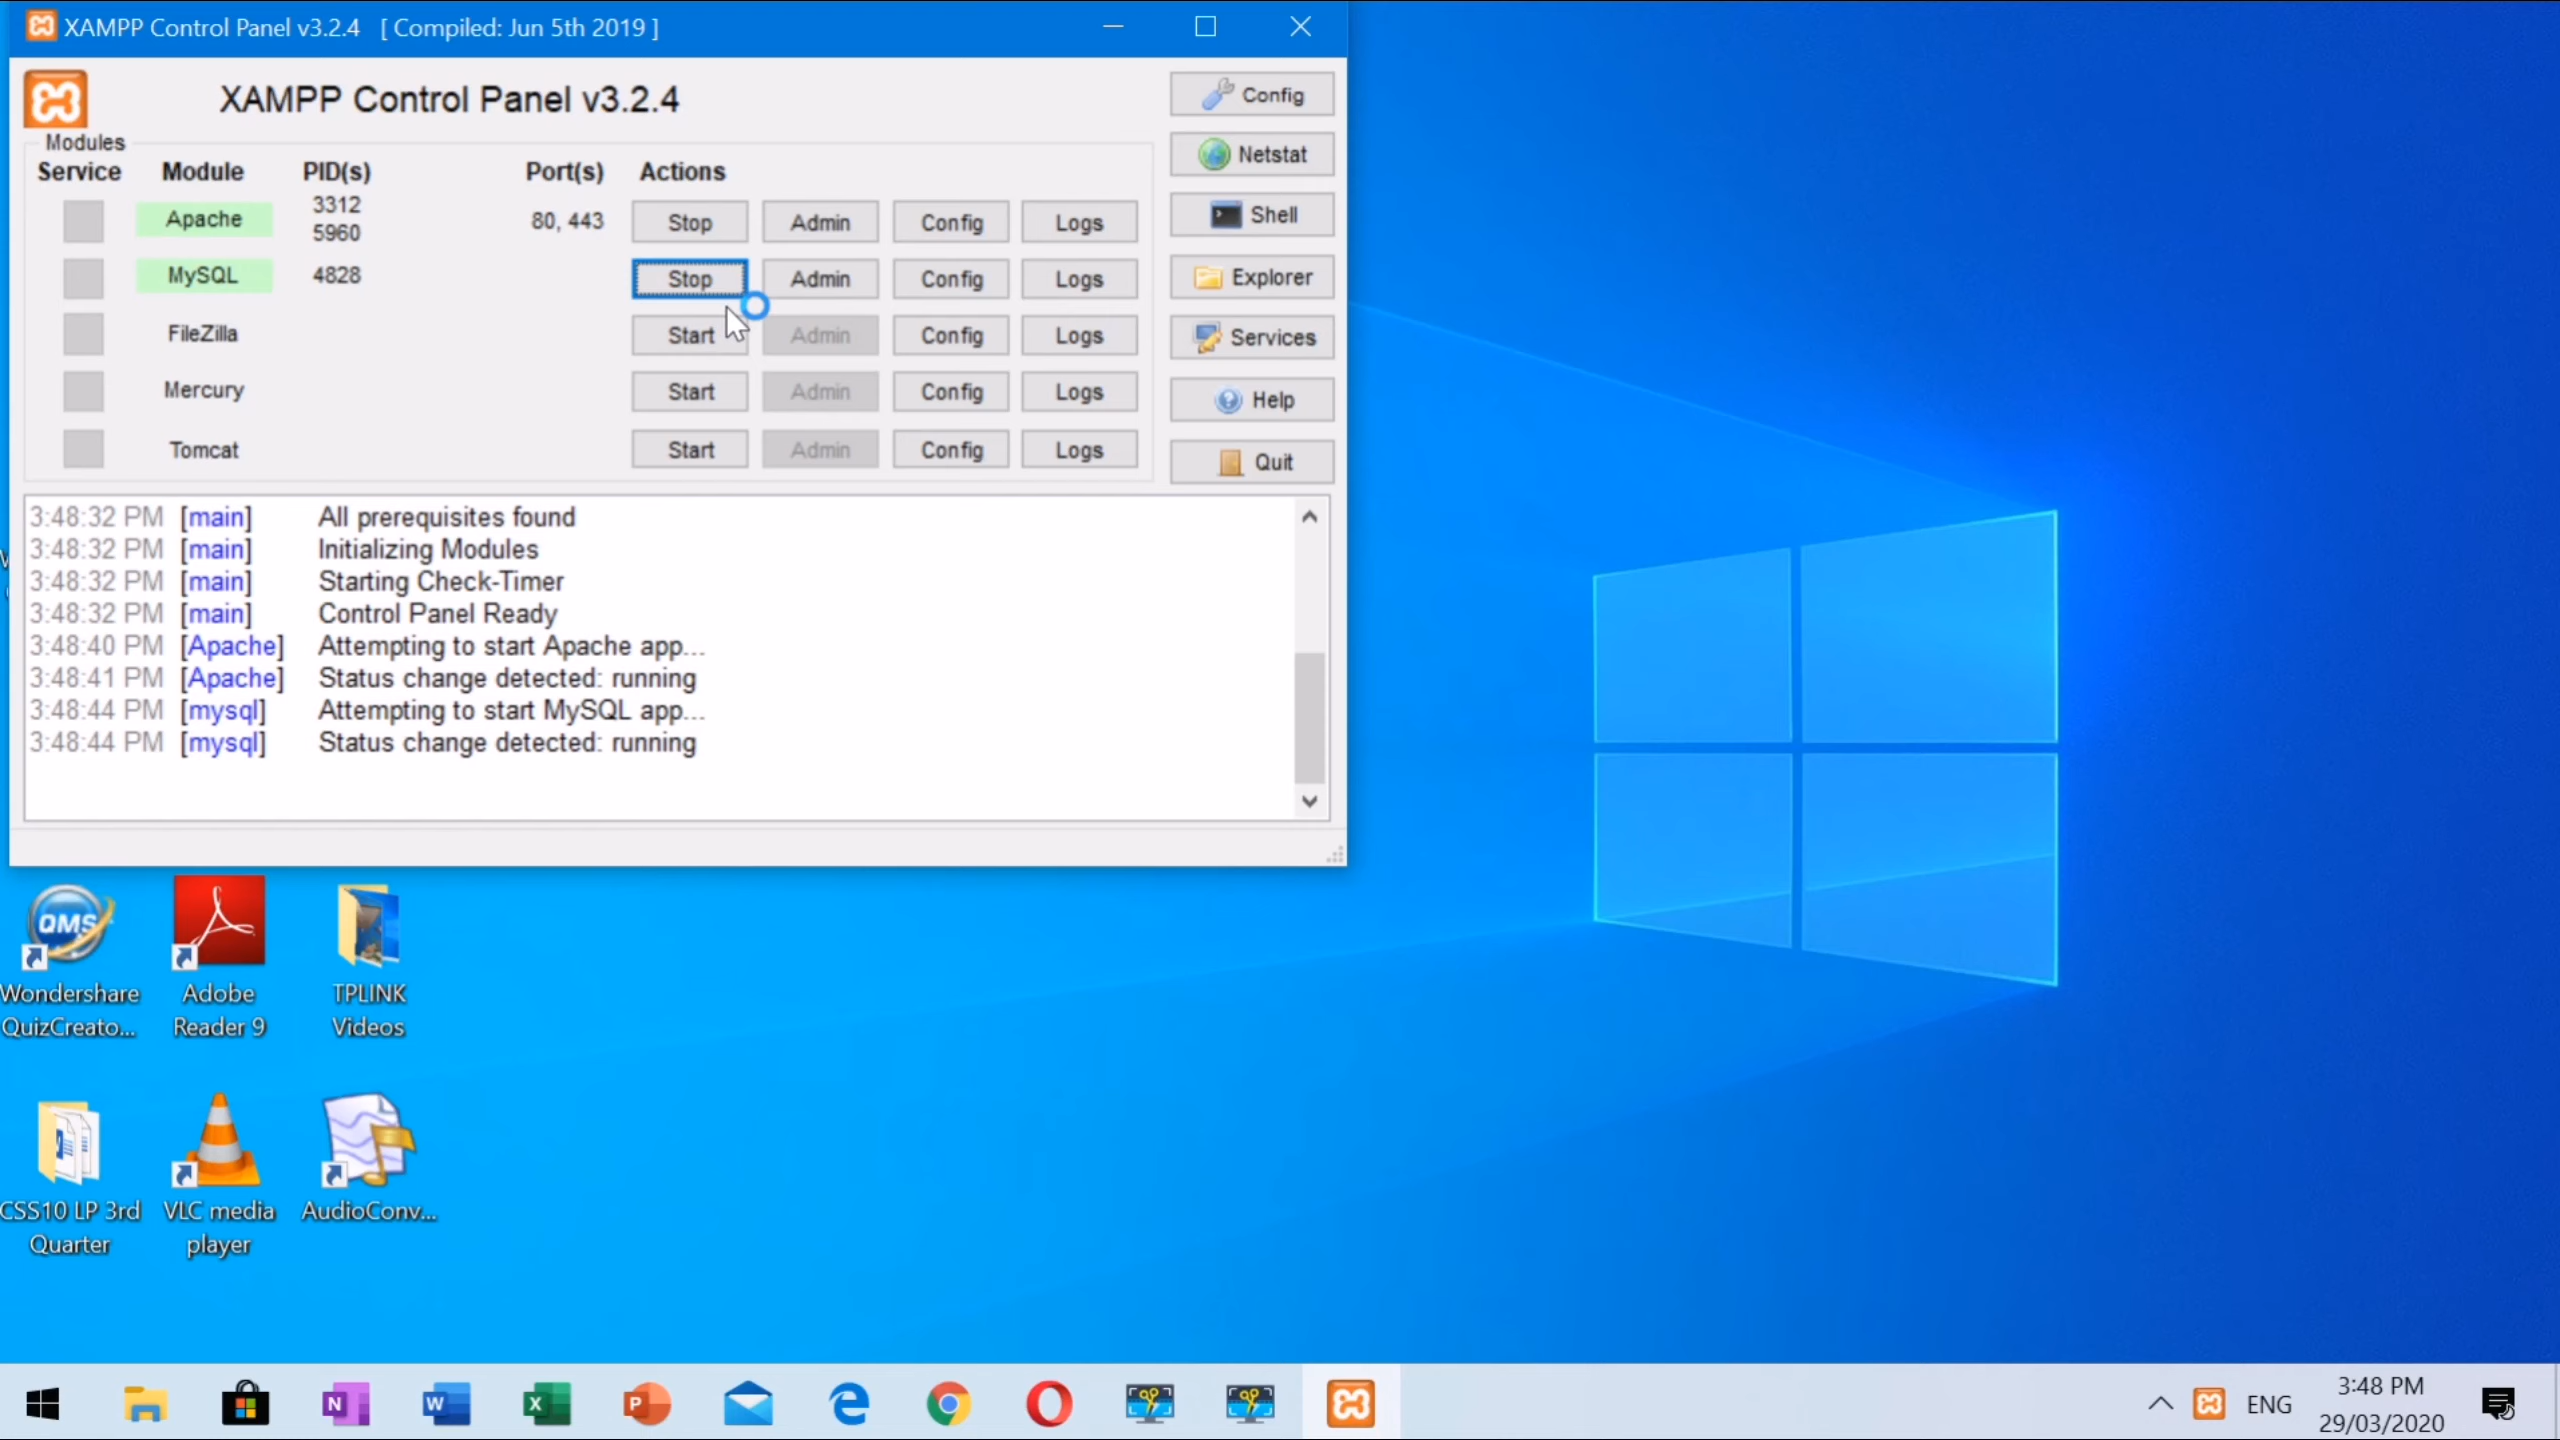 XAMPP Control Panel v3.2.4 [ Compiled: Jun 5th 2019 ]
XAMPP Control Panel v3.2.4
Config
Modules
Netstat
Service Module PID(s) Port(s) Actions
Apache 3312 5960 80, 443 Stop Admin Config Logs
Shell
MySQL 4828 Stop Admin Config Logs
Explorer
FileZilla Start Admin Config Logs
Services
Mercury Start Admin Config Logs
Help
Tomcat Start Admin Config Logs
Quit
3:48:32 PM [main] All prerequisites found
3:48:32 PM [main] Initializing Modules
3:48:32 PM [main] Starting Check-Timer
3:48:32 PM [main] Control Panel Ready
3:48:40 PM [Apache] Attempting to start Apache app...
3:48:41 PM [Apache] Status change detected: running
3:48:44 PM [mysql] Attempting to start MySQL app...
3:48:44 PM [mysql] Status change detected: running
QMS
Wondershare QuizCreato...
Adobe Reader 9
TPLINK Videos
CSS10 LP 3rd Quarter
VLC media player
AudioConv...
N
W
X
P
ENG
3:48 PM
29/03/2020